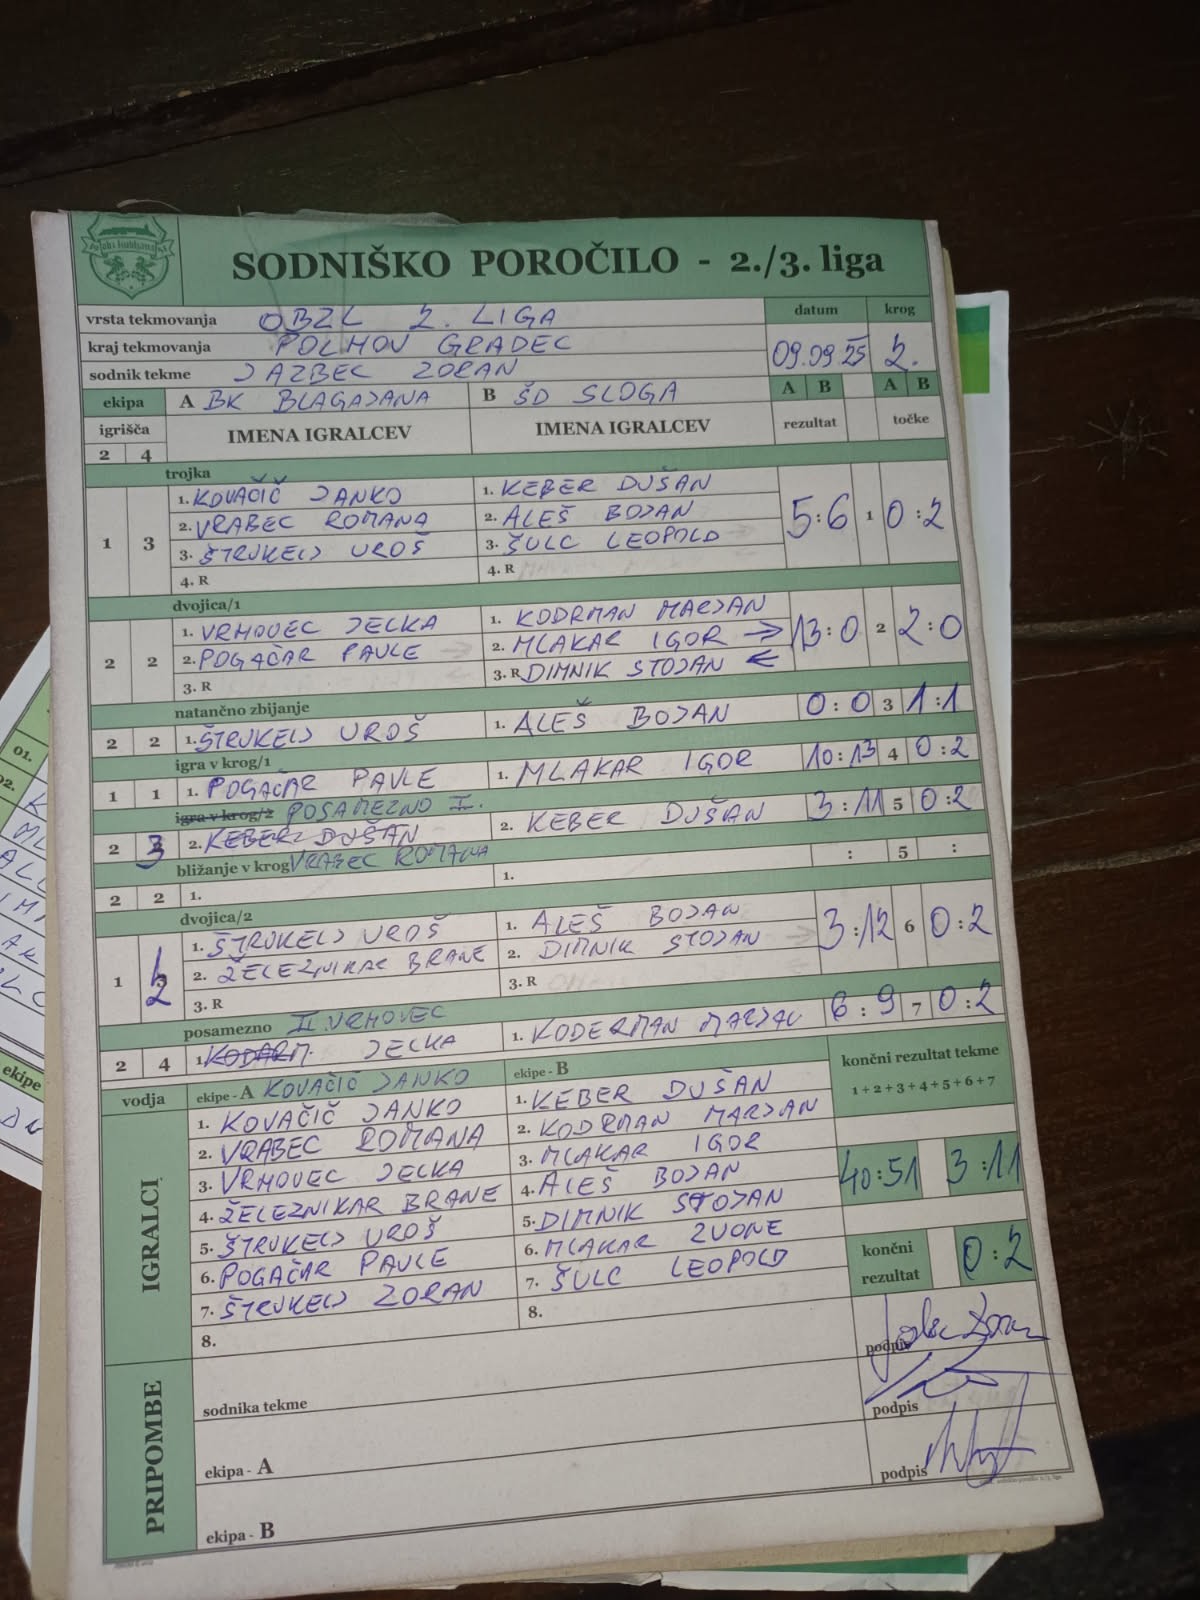 SODNIŠKO POROČILO - 2./3. liga
vrsta tekmovanja OBZL 2. LIGA datum krog
kraj tekmovanja POLHOV GRADEC 09.09.25 2.
sodnik tekme JAZBEC ZORAN
ekipa A BK BLAGAJANA B ŠD SLOGA A B A B
igrišča IMENA IGRALCEV IMENA IGRALCEV rezultat točke
2 4
trojka
1 3 1. KOVAČIČ JANKO 1. KEBER DUŠAN 5:6 1 0:2
2. VRABEC ROMANA 2. ALEŠ BOJAN
3. ŠTRUKELJ UROŠ 3. ŠULC LEOPOLD
4. R 4. R
dvojica/1
2 2 1. VRHOVEC JELKA 1. KODRMAN MARJAN 13:0 2 2:0
2. POGAČAR PAVLE 2. MLAKAR IGOR →
3. R 3. R DIMNIK STOJAN ←
natančno zbijanje
2 2 1. ŠTRUKELJ UROŠ 1. ALEŠ BOJAN 0:0 3 1:1
igra v krog/1
1 1 1. POGAČAR PAVLE 1. MLAKAR IGOR 10:13 4 0:2
igra v krog/2 POSAMEZNO I.
2 3 2. KEBER DUŠAN 2. KEBER DUŠAN 3:11 5 0:2
bližanje v krog VRABEC ROMANA
2 2 1. 1. : 5 :
dvojica/2
1 2 1. ŠTRUKELJ UROŠ 1. ALEŠ BOJAN 3:12 6 0:2
2. ŽELEZNIKAR BRANE 2. DIMNIK STOJAN
3. R 3. R
posamezno II. VRHOVEC
2 4 1. KODARM. JELKA 1. KODERMAN MARJAN 6:9 7 0:2
vodja ekipe - A KOVAČIČ JANKO ekipe - B končni rezultat tekme
1+2+3+4+5+6+7
IGRALCI
1. KOVAČIČ JANKO 1. KEBER DUŠAN
2. VRABEC ROMANA 2. KODRMAN MARJAN
3. VRHOVEC JELKA 3. MLAKAR IGOR 40:51 3:11
4. ŽELEZNIKAR BRANE 4. ALEŠ BOJAN
5. ŠTRUKELJ UROŠ 5. DIMNIK STOJAN
6. POGAČAR PAVLE 6. MLAKAR ZVONE končni rezultat 0:2
7. ŠTRUKELJ ZORAN 7. ŠULC LEOPOLD
8. 8.
PRIPOMBE
sodnika tekme podpis
ekipa - A podpis
ekipa - B podpis